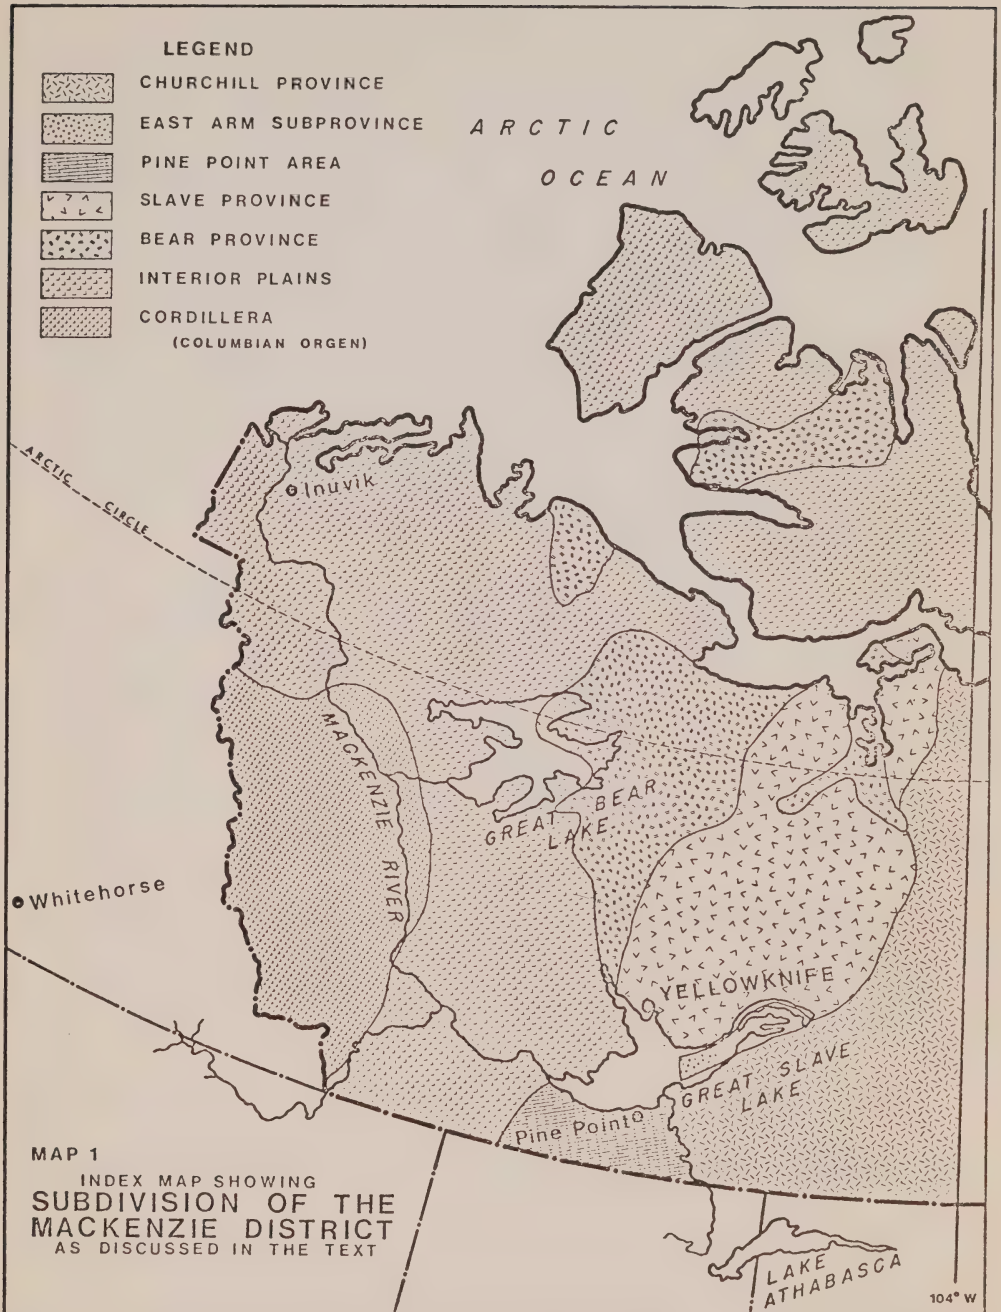 LEGEND
CHURCHILL PROVINCE
EAST ARM SUBPROVINCE
PINE POINT AREA
SLAVE PROVINCE
BEAR PROVINCE
INTERIOR PLAINS
CORDILLERA
(COLUMBIAN ORGEN)
ARCTIC
OCEAN
ARCTIC CIRCLE
Inuvik
MACKENZIE RIVER
GREAT BEAR
LAKE
Whitehorse
YELLOWKNIFE
GREAT SLAVE
LAKE
Pine Point
MAP 1
INDEX MAP SHOWING
SUBDIVISION OF THE
MACKENZIE DISTRICT
AS DISCUSSED IN THE TEXT
LAKE
ATHABASCA
104° W